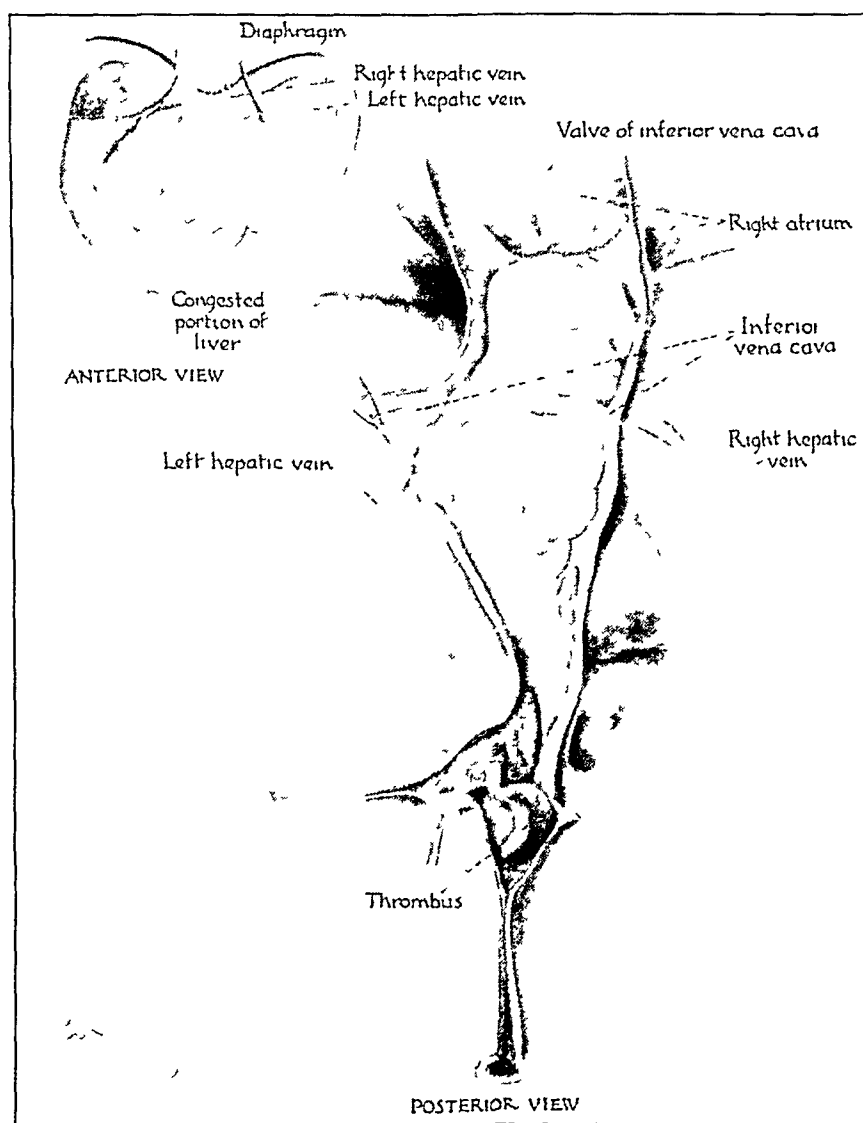 Diaphragm
Right hepatic vein
Left hepatic vein
Valve of inferior vena cava
Right atrium
Congested
portion of
liver
Inferior
vena cava
ANTERIOR VIEW
Left hepatic vein
Right hepatic
vein
Thrombus
POSTERIOR VIEW